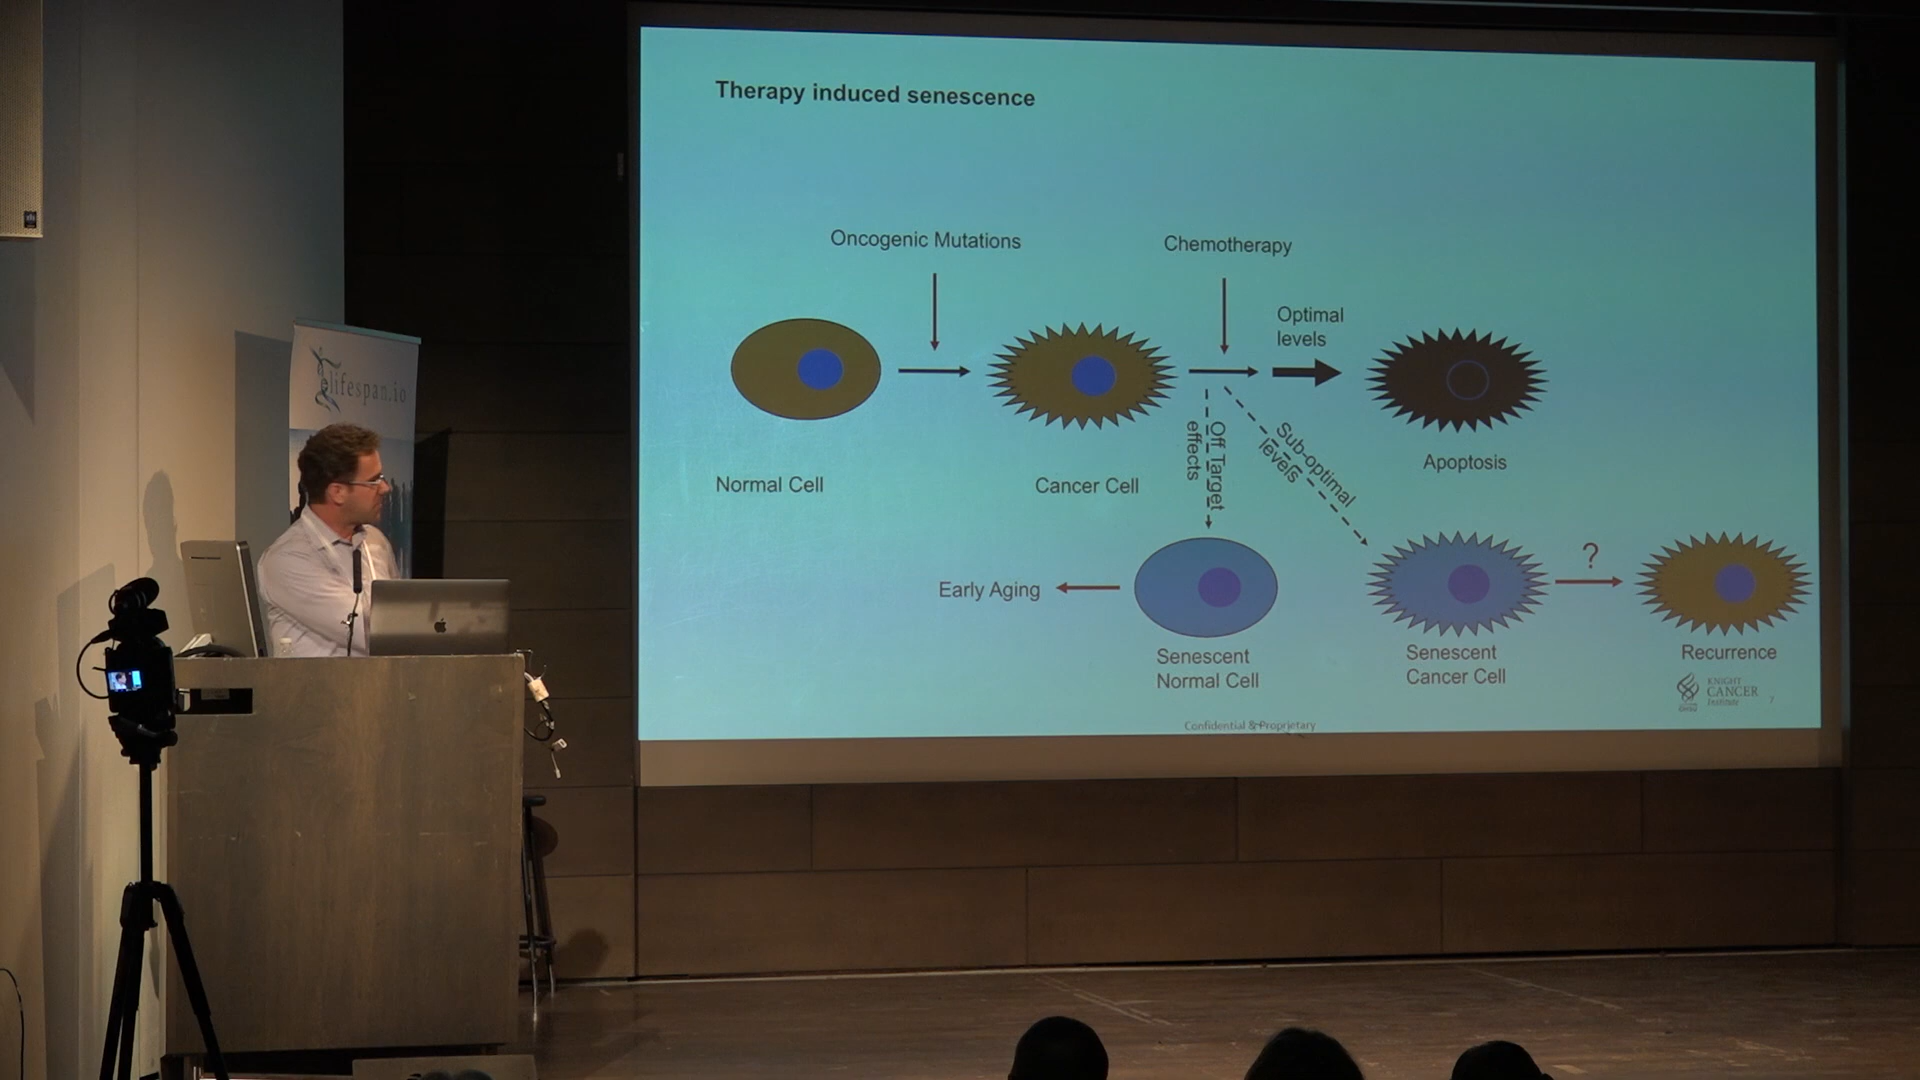 Therapy induced senescence
Oncogenic Mutations
Chemotherapy
Optimal
levels
Off Target
effects
Sub-optimal
levels
Normal Cell
Cancer Cell
Apoptosis
Early Aging
?
Senescent
Normal Cell
Senescent
Cancer Cell
Recurrence
KNIGHT
CANCER
Institute
7
Confidential & Proprietary
lifespan.io